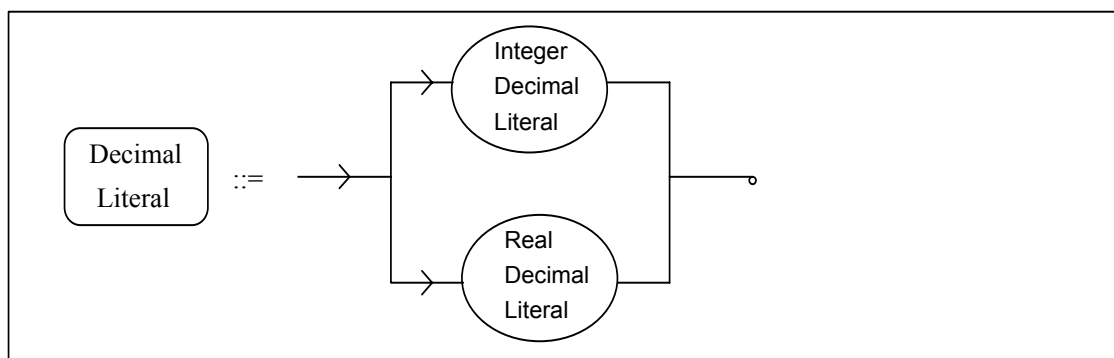 Decimal
Literal
::=
Integer
Decimal
Literal
Real
Decimal
Literal